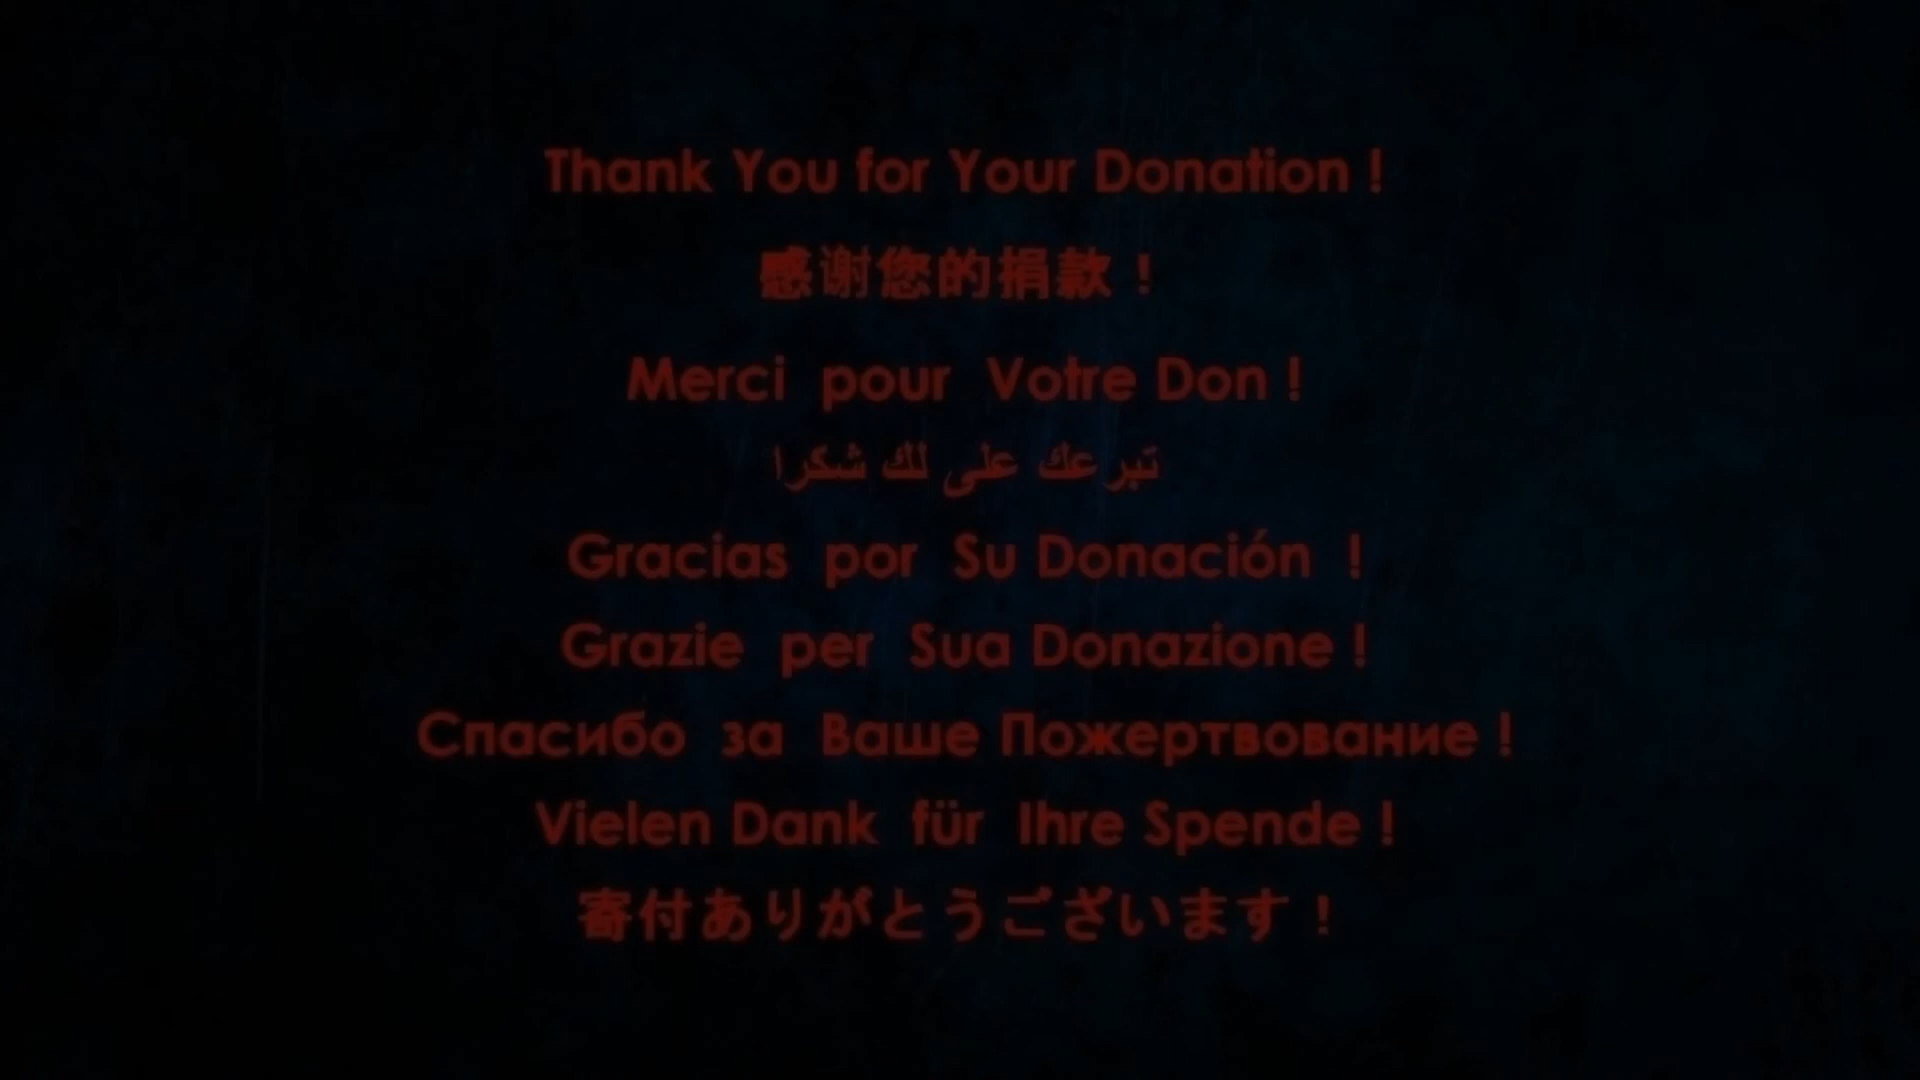 Thank You for Your Donation !
感谢您的捐款！
Merci pour Votre Don !
تبرعك على لك شكرا
Gracias por Su Donación !
Grazie per Sua Donazione !
Спасибо за Ваше Пожертвование !
Vielen Dank für Ihre Spende !
寄付ありがとうございます！